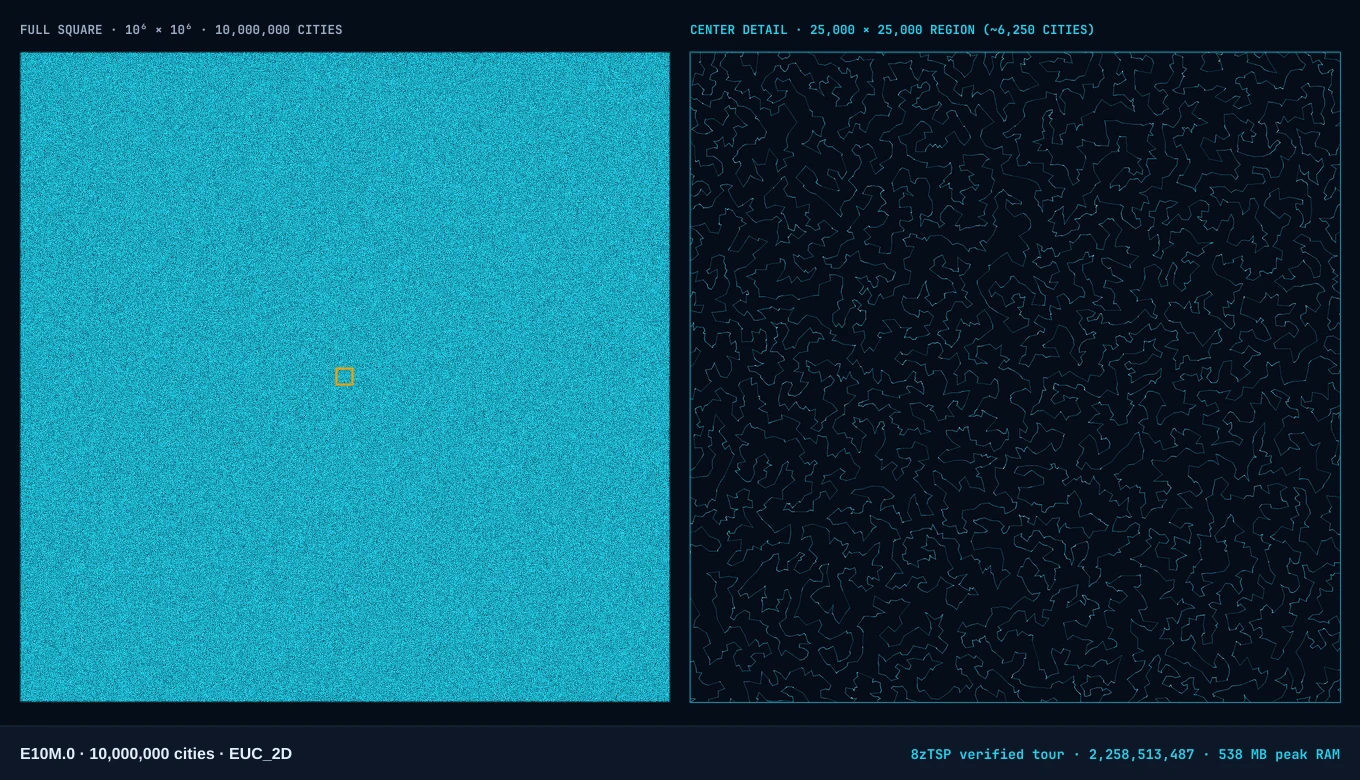 FULL SQUARE · 10⁶ × 10⁶ · 10,000,000 CITIES
CENTER DETAIL · 25,000 × 25,000 REGION (~6,250 CITIES)
E10M.0 · 10,000,000 cities · EUC_2D
8zTSP verified tour · 2,258,513,487 · 538 MB peak RAM